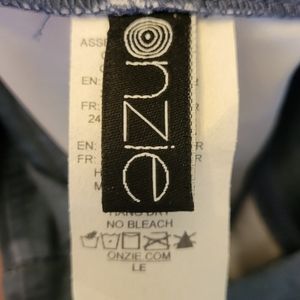 onzie
ASSE
EN:
FR:
24
EN:
FR:
HANG DRY
NO BLEACH
ONZIE.COM
LE